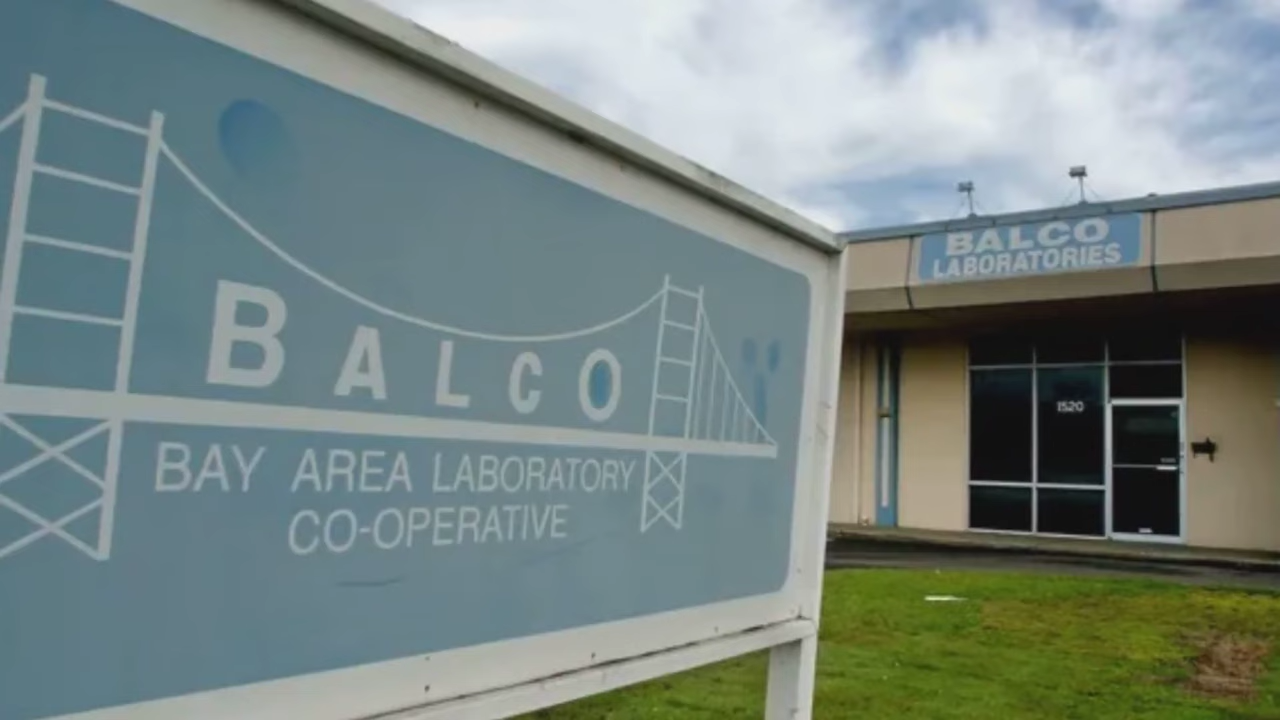 BALCO
BAY AREA LABORATORY
CO-OPERATIVE
BALCO
LABORATORIES
1520